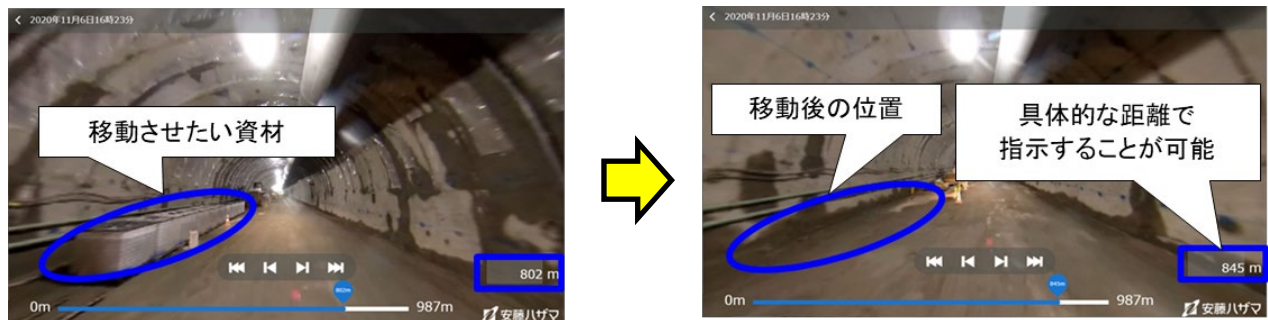 2020年11月6日16時23分
移動させたい資材
802 m
802m
0m
987m
安藤ハザマ
2020年11月6日16時23分
移動後の位置
具体的な距離で
指示することが可能
845 m
845m
0m
987m
安藤ハザマ